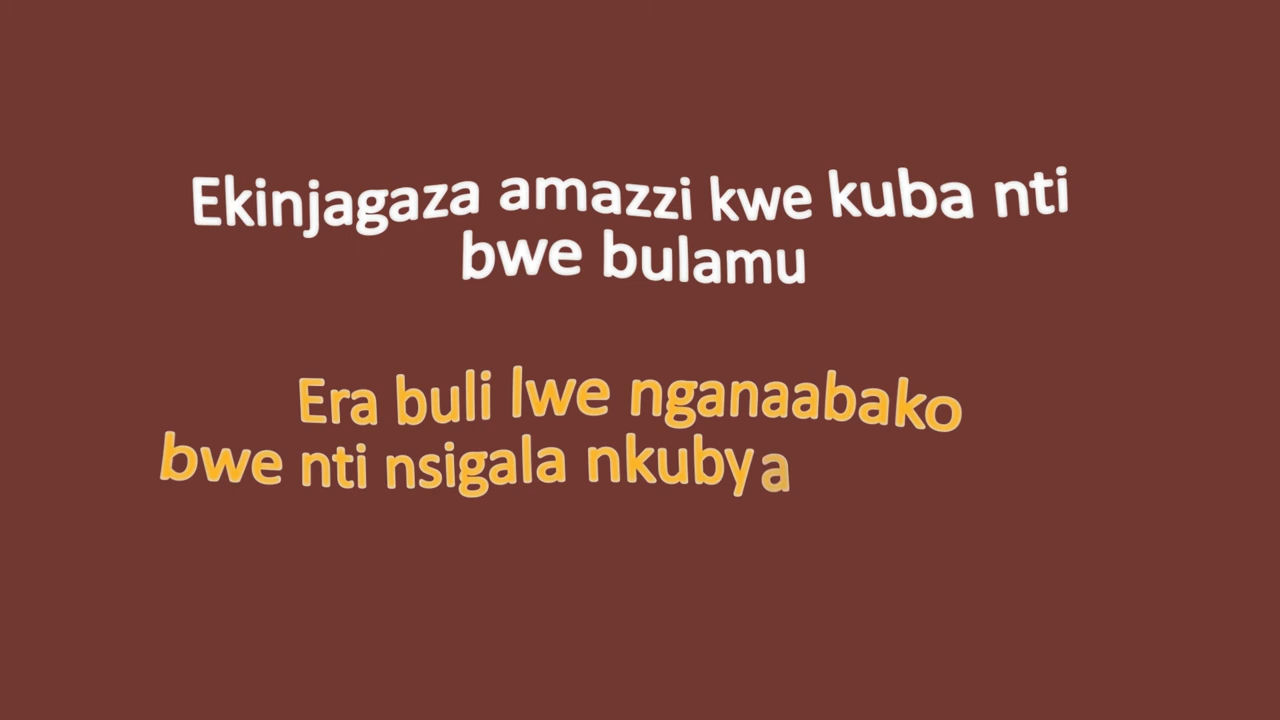 Ekinjagaza amazzi kwe kuba nti
bwe bulamu
Era buli lwe nganaabako
bwe nti nsigala nkubya